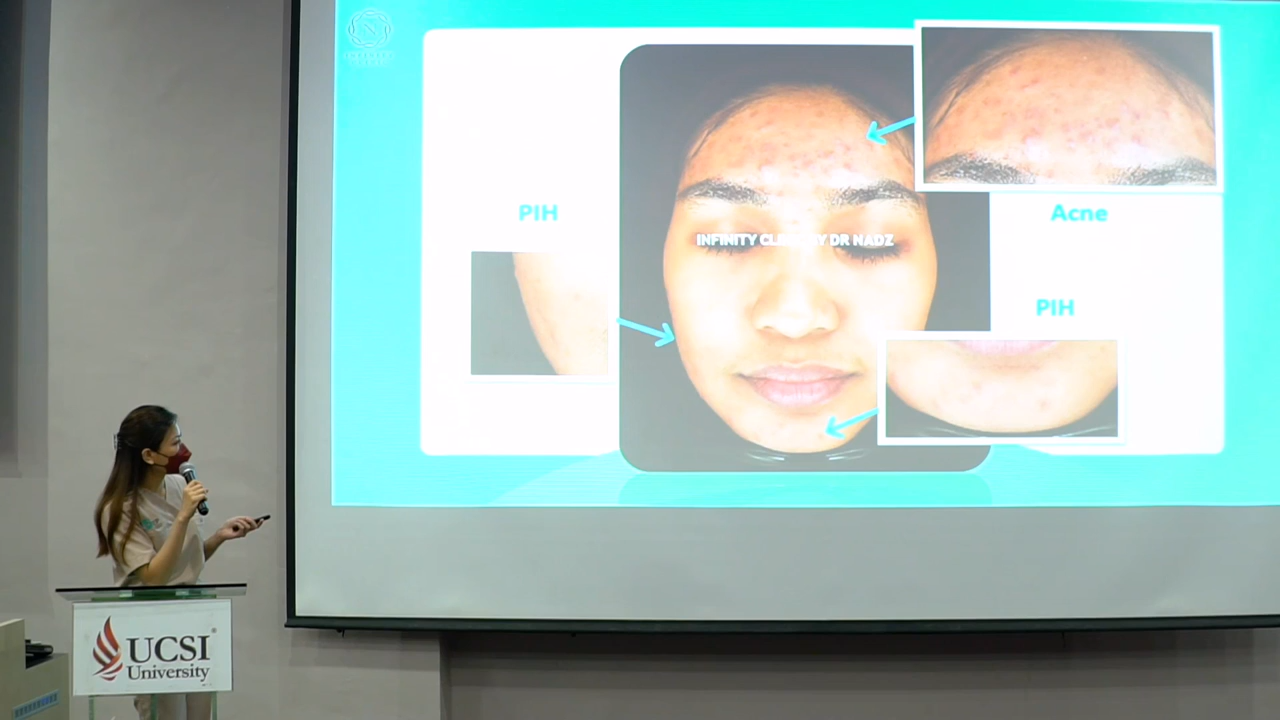 Acne
PIH
INFINITY CLINIC BY DR NADZ
PIH
UCSI
University